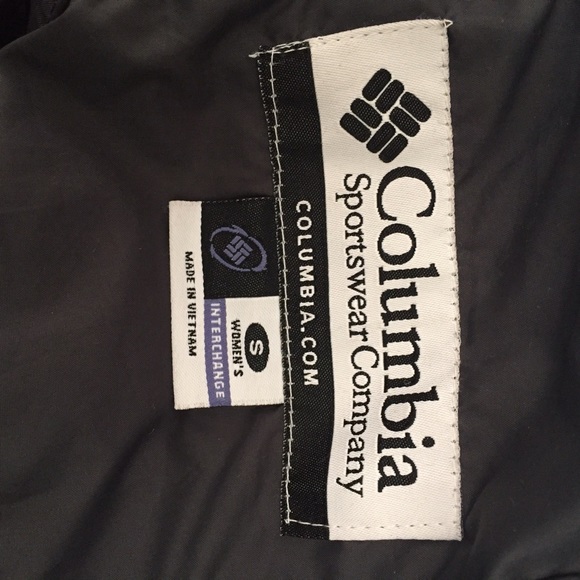 Columbia
Sportswear Company
COLUMBIA.COM
S
WOMEN'S
INTERCHANGE
MADE IN VIETNAM